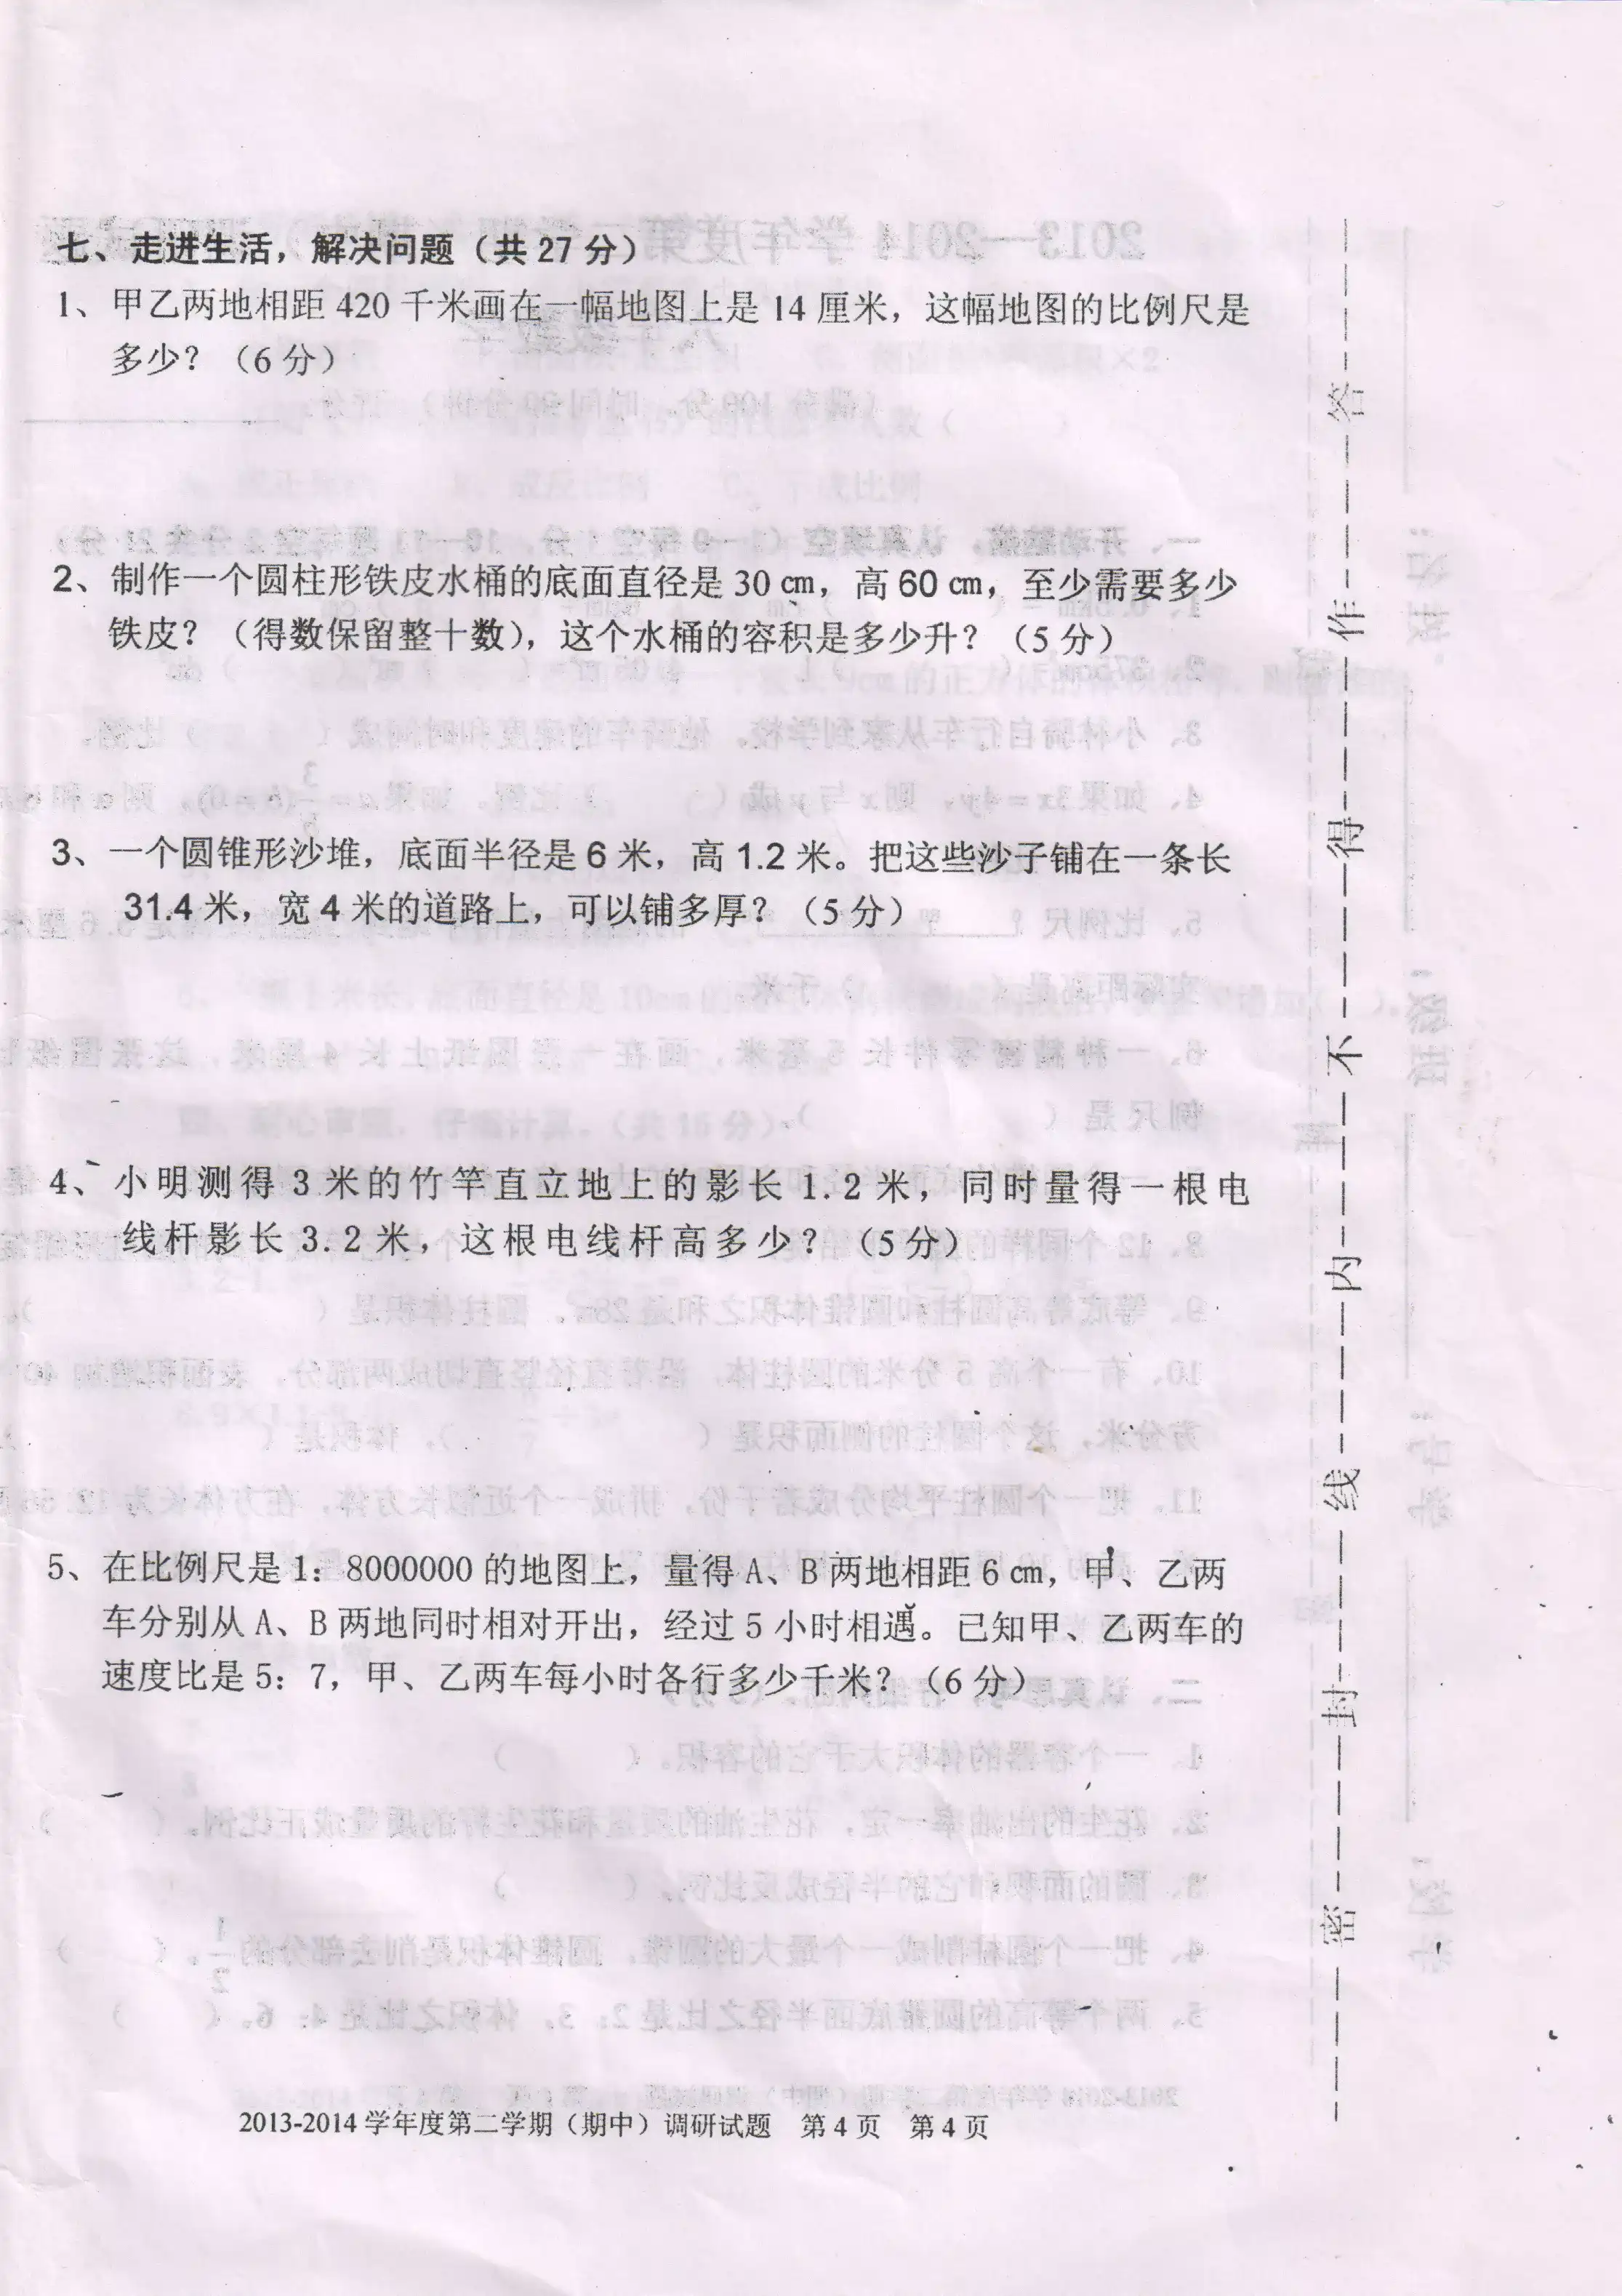 七、走进生活，解决问题（共 27 分）
1、甲乙两地相距 420 千米画在一幅地图上是 14 厘米，这幅地图的比例尺是
多少？（6 分）
2、制作一个圆柱形铁皮水桶的底面直径是 30 ㎝，高 60 ㎝，至少需要多少
铁皮？（得数保留整十数），这个水桶的容积是多少升？（5 分）
3、一个圆锥形沙堆，底面半径是 6 米，高 1.2 米。把这些沙子铺在一条长
31.4 米，宽 4 米的道路上，可以铺多厚？（5 分）
4、小明测得 3 米的竹竿直立地上的影长 1.2 米，同时量得一根电
线杆影长 3.2 米，这根电线杆高多少？（5 分）
5、在比例尺是 1：8000000 的地图上，量得 A、B 两地相距 6 ㎝，甲、乙两
车分别从 A、B 两地同时相对开出，经过 5 小时相遇。已知甲、乙两车的
速度比是 5：7，甲、乙两车每小时各行多少千米？（6 分）
2013-2014 学年度第二学期（期中）调研试题 第 4 页 第 4 页
密封线内不得作答